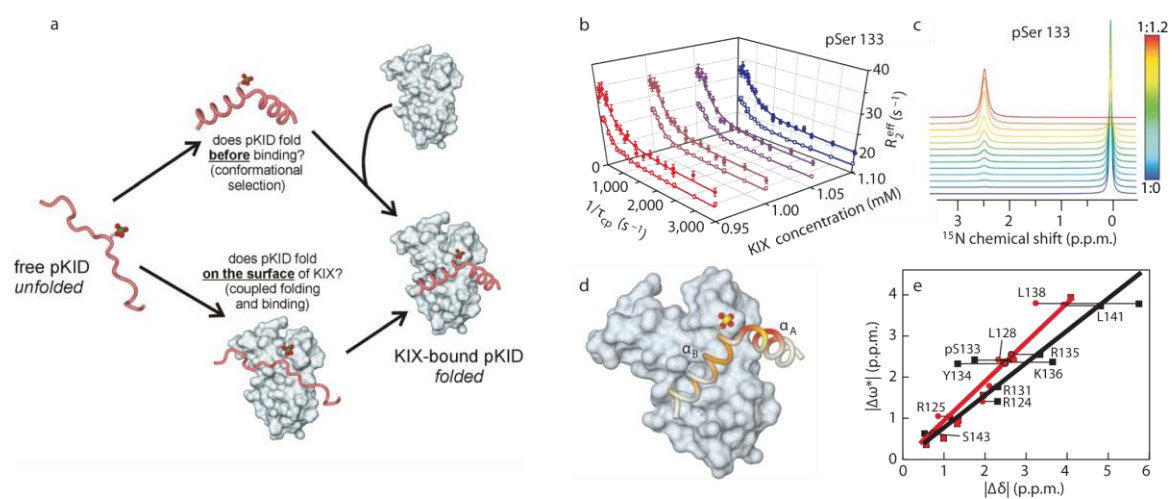 a
does pKID fold
before binding?
(conformational
selection)
free pKID
unfolded
does pKID fold
on the surface of KIX?
(coupled folding
and binding)
KIX-bound pKID
folded
b
pSer 133
40
30
20
10
R2eff (s−1)
0
1,000
2,000
3,000
1/τcp (s−1)
0.95
1.00
1.05
1.10
KIX concentration (mM)
c
pSer 133
1:1.2
1:0
3
2
1
0
15N chemical shift (p.p.m.)
d
αA
αB
e
4
3
2
1
0
|Δω*| (p.p.m.)
L138
L141
L128
pS133
R135
Y134
K136
R131
R124
R125
S143
0
1
2
3
4
5
6
|Δδ| (p.p.m.)